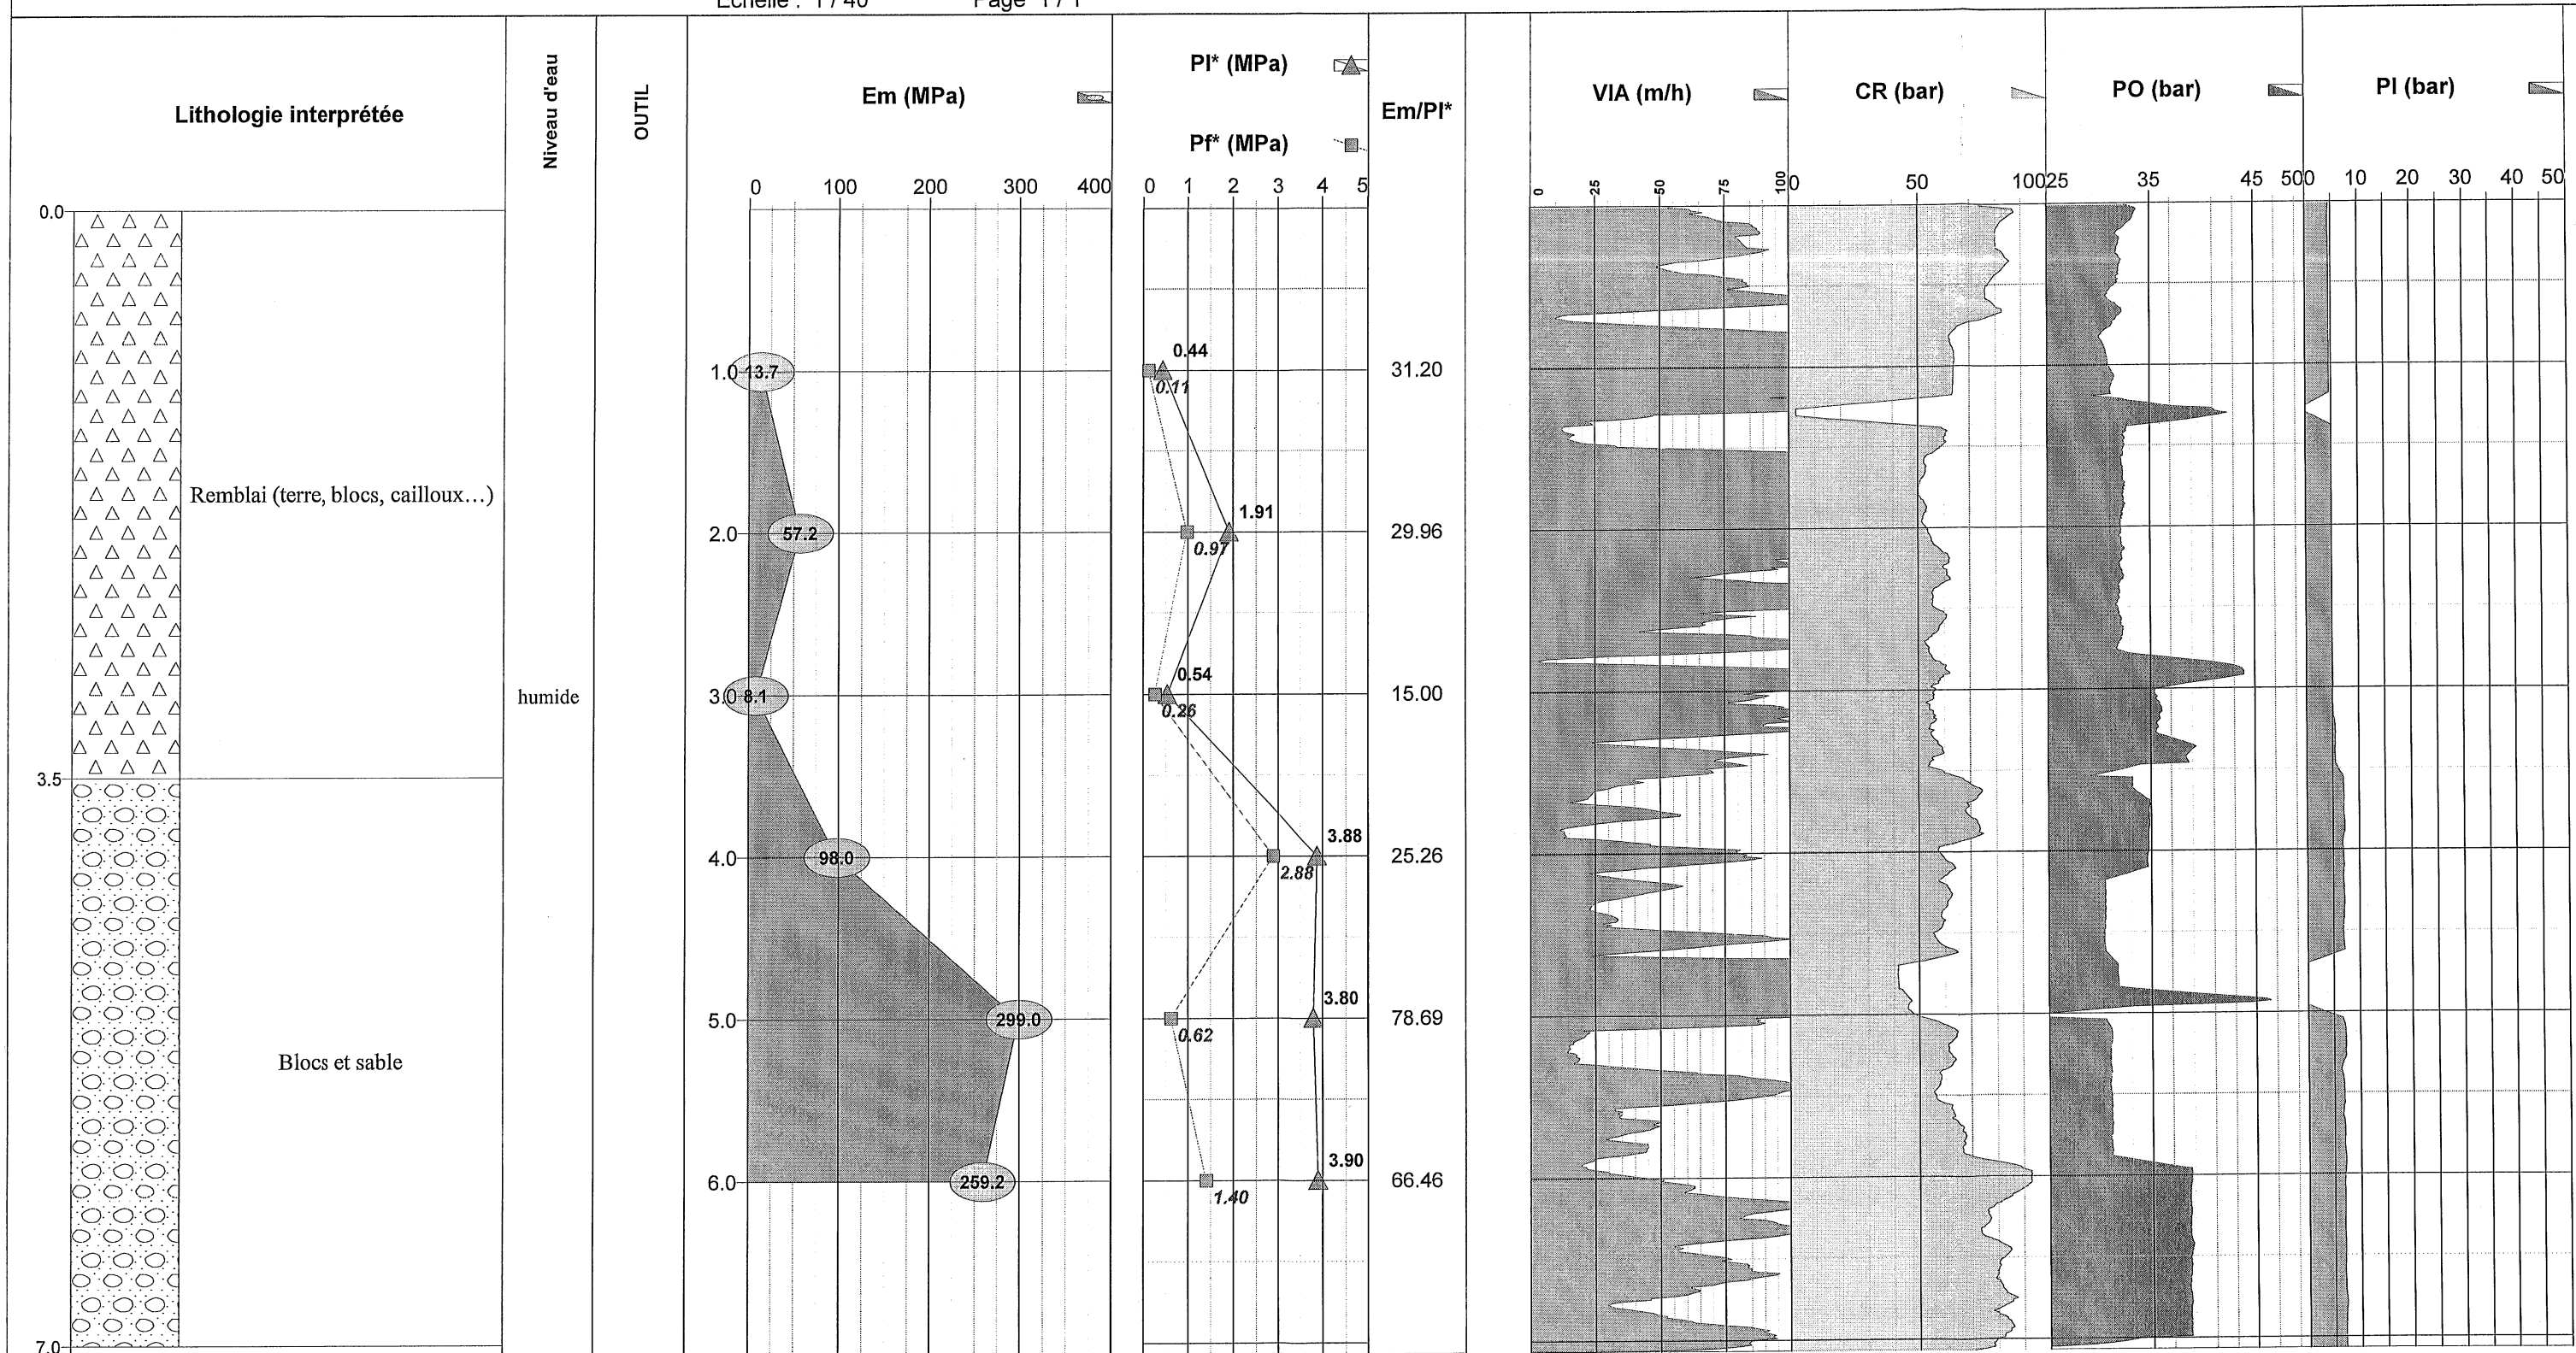 Echelle : 1 / 40 Page 1 / 1
Lithologie interprétée
Niveau d'eau
OUTIL
Em (MPa)
Pl* (MPa)
Pf* (MPa)
Em/Pl*
VIA (m/h)
CR (bar)
PO (bar)
PI (bar)
0 100 200 300 400
0 1 2 3 4 5
0 25 50 75 100
0 50 100
25 35 45 50
0 10 20 30 40 50
0.0
1.0 13.7 0.44 0.11 31.20
Remblai (terre, blocs, cailloux…)
2.0 57.2 1.91 0.97 29.96
humide
3.0 8.1 0.54 0.26 15.00
3.5
4.0 98.0 3.88 2.88 25.26
5.0 299.0 3.80 0.62 78.69
Blocs et sable
6.0 259.2 3.90 1.40 66.46
7.0